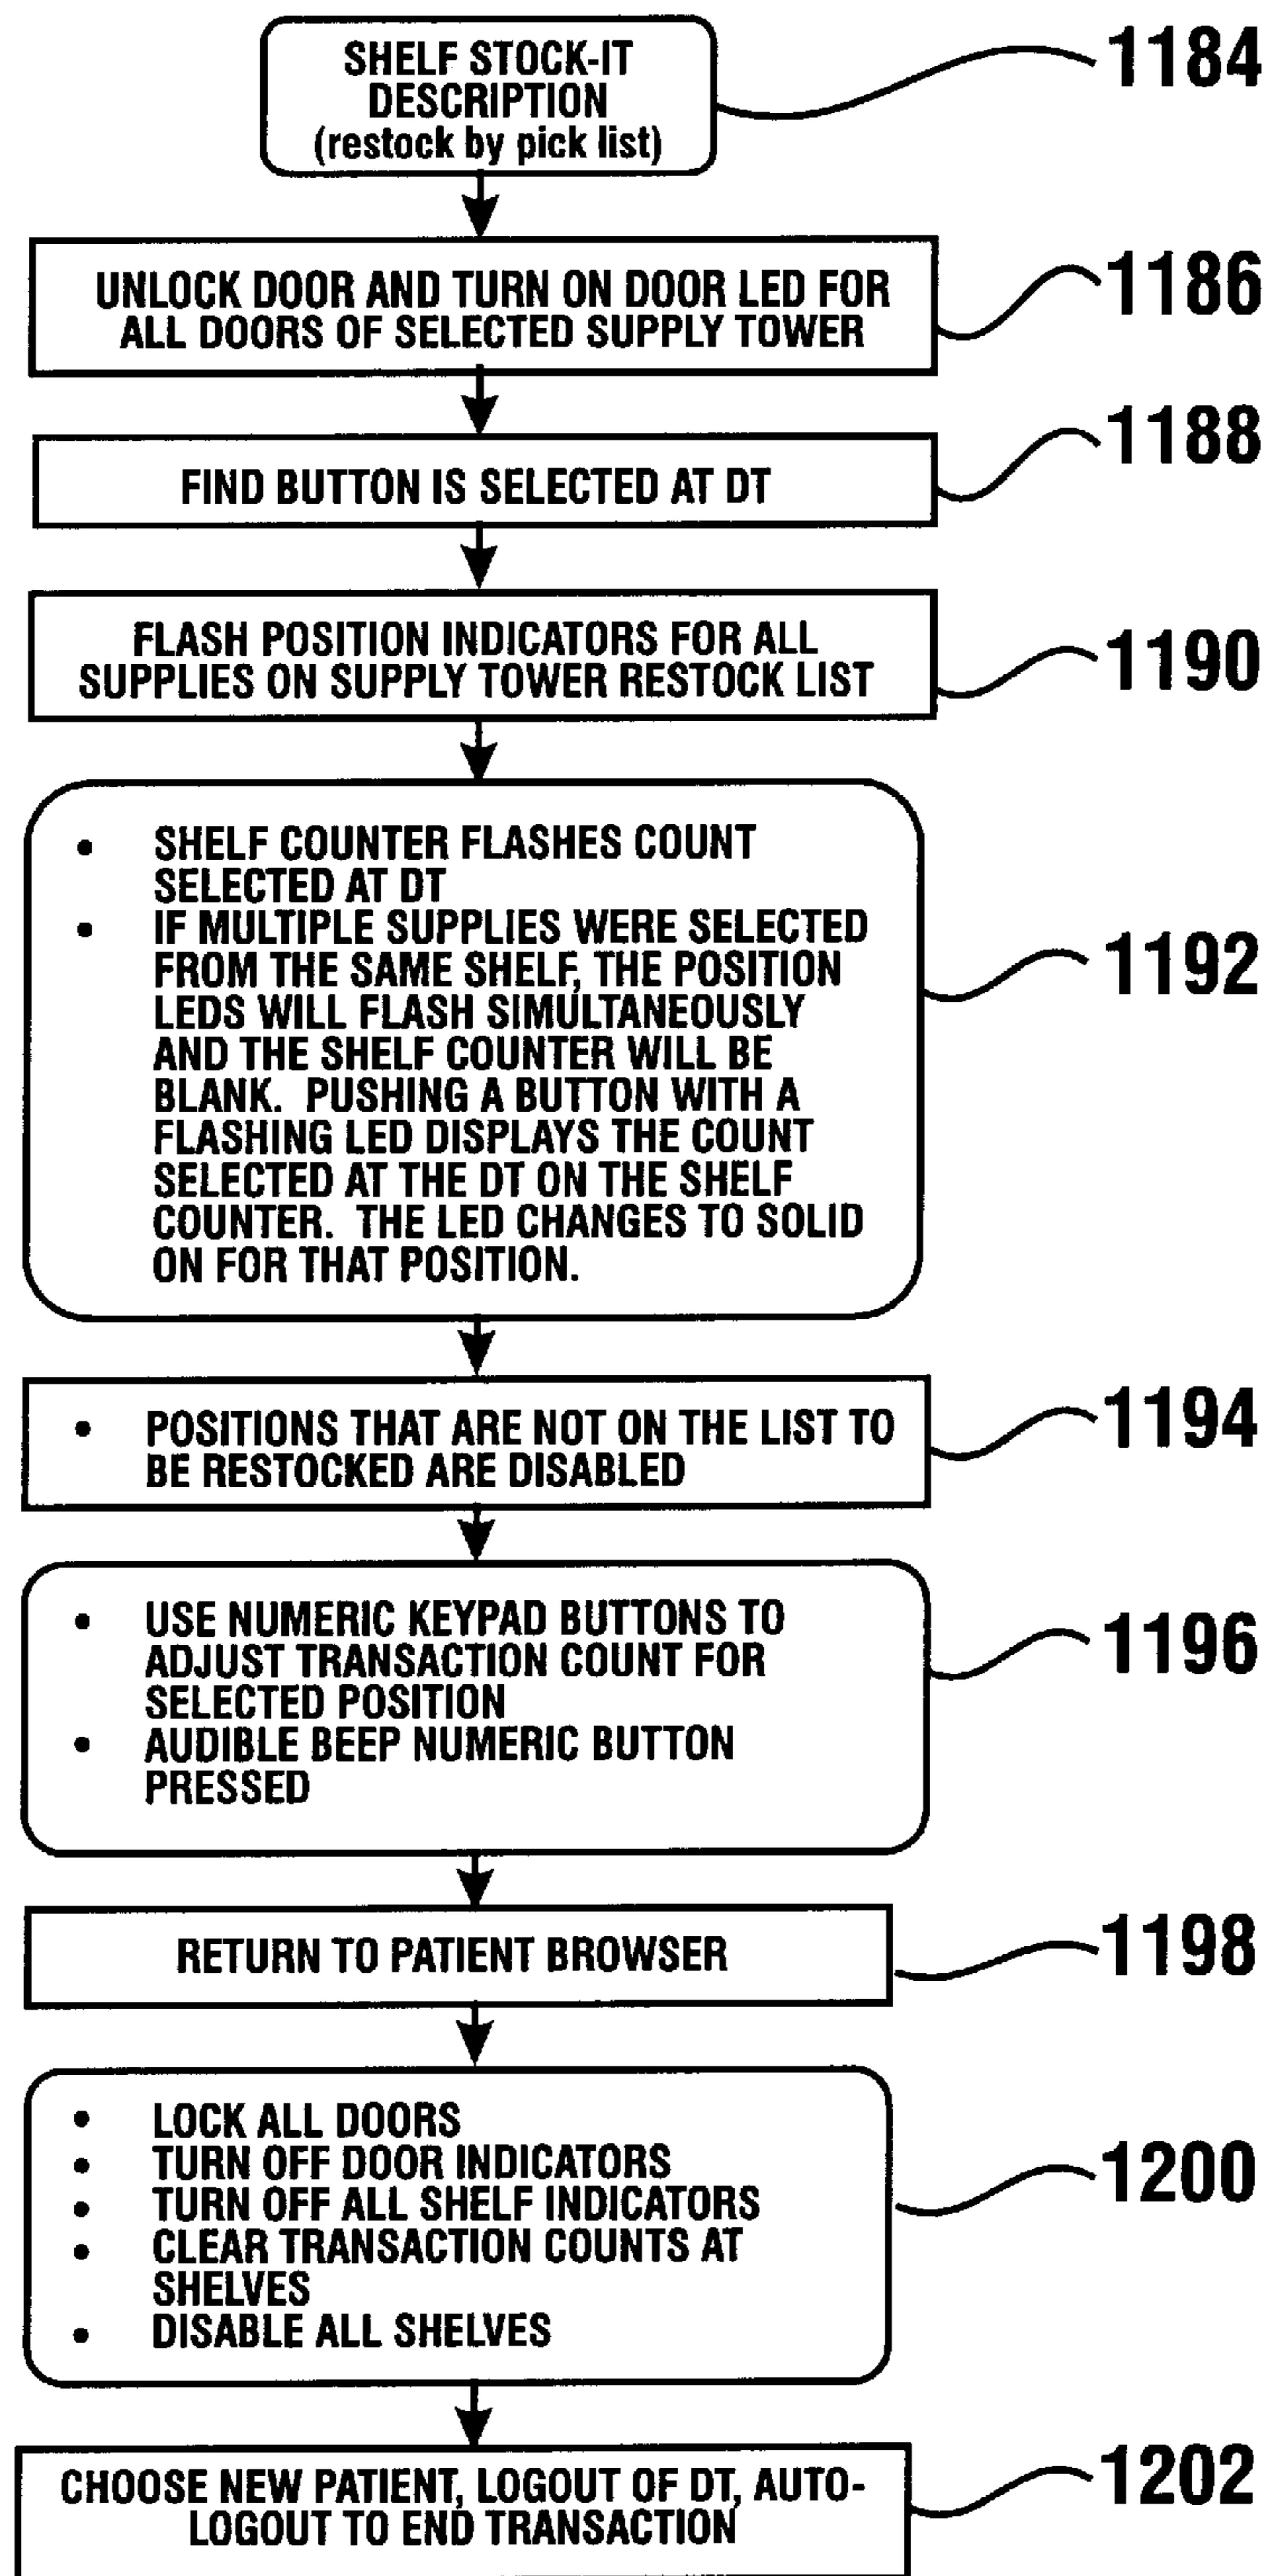 SHELF STOCK-IT
DESCRIPTION
(restock by pick list)
1184
UNLOCK DOOR AND TURN ON DOOR LED FOR
ALL DOORS OF SELECTED SUPPLY TOWER
1186
FIND BUTTON IS SELECTED AT DT
1188
FLASH POSITION INDICATORS FOR ALL
SUPPLIES ON SUPPLY TOWER RESTOCK LIST
1190
• SHELF COUNTER FLASHES COUNT
SELECTED AT DT
• IF MULTIPLE SUPPLIES WERE SELECTED
FROM THE SAME SHELF, THE POSITION
LEDS WILL FLASH SIMULTANEOUSLY
AND THE SHELF COUNTER WILL BE
BLANK. PUSHING A BUTTON WITH A
FLASHING LED DISPLAYS THE COUNT
SELECTED AT THE DT ON THE SHELF
COUNTER. THE LED CHANGES TO SOLID
ON FOR THAT POSITION.
1192
• POSITIONS THAT ARE NOT ON THE LIST TO
BE RESTOCKED ARE DISABLED
1194
• USE NUMERIC KEYPAD BUTTONS TO
ADJUST TRANSACTION COUNT FOR
SELECTED POSITION
• AUDIBLE BEEP NUMERIC BUTTON
PRESSED
1196
RETURN TO PATIENT BROWSER
1198
• LOCK ALL DOORS
• TURN OFF DOOR INDICATORS
• TURN OFF ALL SHELF INDICATORS
• CLEAR TRANSACTION COUNTS AT
SHELVES
• DISABLE ALL SHELVES
1200
CHOOSE NEW PATIENT, LOGOUT OF DT, AUTO-
LOGOUT TO END TRANSACTION
1202